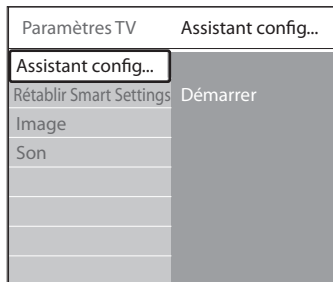 Paramètres TV Assistant config...
Assistant config...
Rétablir Smart Settings Démarrer
Image
Son